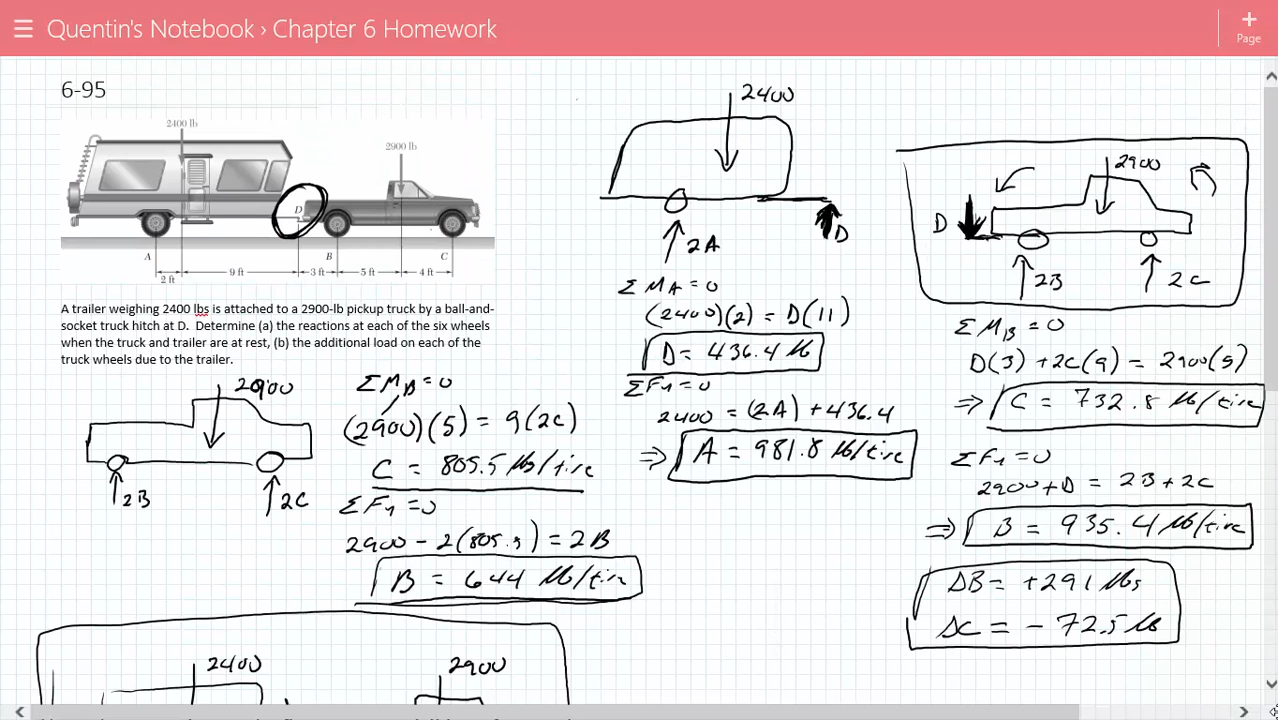 Quentin's Notebook › Chapter 6 Homework
Page
6-95
2400 lb
2900 lb
D
A
B
C
2 ft
9 ft
3 ft
5 ft
4 ft
A trailer weighing 2400 lbs is attached to a 2900-lb pickup truck by a ball-and-
socket truck hitch at D. Determine (a) the reactions at each of the six wheels
when the truck and trailer are at rest, (b) the additional load on each of the
truck wheels due to the trailer.
2900
2B
2C
ΣM_B = 0
(2900)(5) = 9(2C)
C = 805.5 lbs/tire
ΣFy = 0
2900 - 2(805.5) = 2B
B = 644 lb/tire
2400
2900
2400
2A
D
ΣM_A = 0
(2400)(2) = D(11)
D = 436.4 lb
ΣFy = 0
2400 = (2A) + 436.4
⇒ A = 981.8 lb/tire
2900
D
2B
2C
ΣM_B = 0
D(3) + 2C(9) = 2900(5)
⇒ C = 732.8 lb/tire
ΣFy = 0
2900 + D = 2B + 2C
⇒ B = 935.4 lb/tire
ΔB = +291 lbs
ΔC = - 72.5 lb